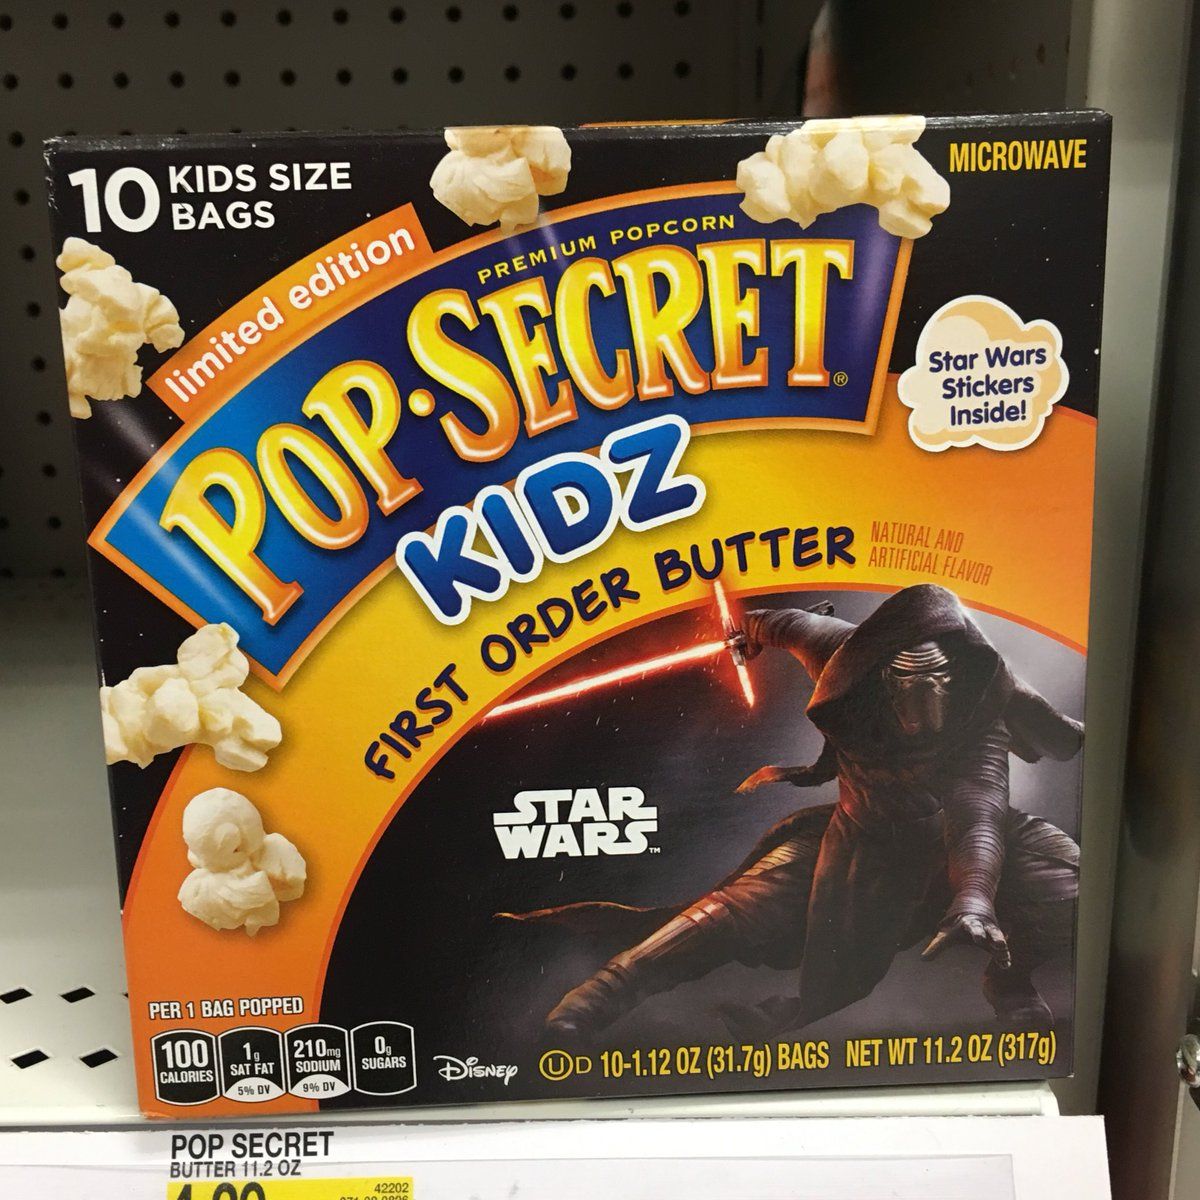 10 KIDS SIZE
BAGS
MICROWAVE
limited edition
PREMIUM POPCORN
POP·SECRET®
KIDZ
Star Wars
Stickers
Inside!
FIRST ORDER BUTTER
NATURAL AND
ARTIFICIAL FLAVOR
STAR
WARS™
PER 1 BAG POPPED
100
CALORIES
1g
SAT FAT
5% DV
210mg
SODIUM
9% DV
0g
SUGARS
Disney
UD 10-1.12 OZ (31.7g) BAGS NET WT 11.2 OZ (317g)
POP SECRET
BUTTER 11.2 OZ
42202